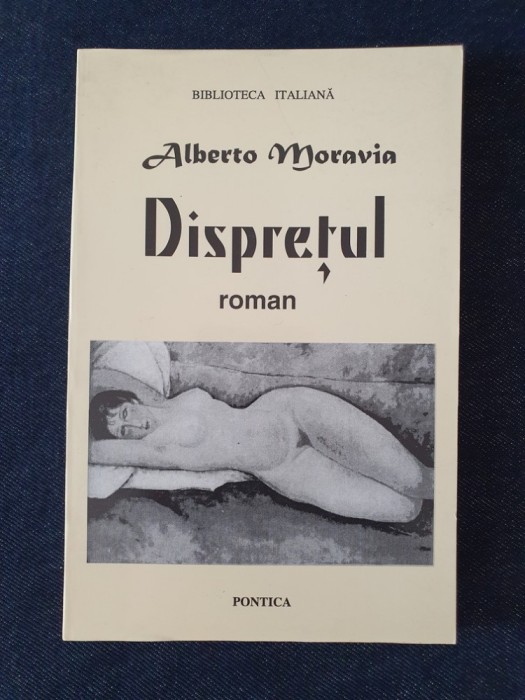 BIBLIOTECA ITALIANĂ
Alberto Moravia
Disprețul
roman
PONTICA